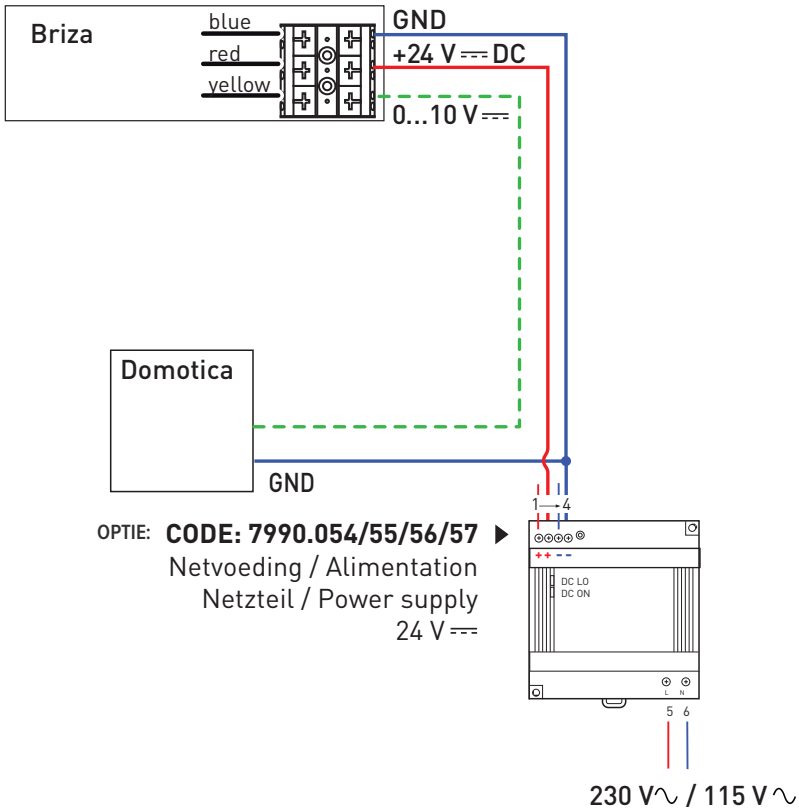 Briza
blue
red
yellow
GND
+24 V ⎓ DC
0...10 V ⎓
Domotica
GND
1→4
OPTIE: CODE: 7990.054/55/56/57 ▶
Netvoeding / Alimentation
Netzteil / Power supply
24 V ⎓
++--
DC LO
DC ON
L N
5 6
230 V∿ / 115 V∿